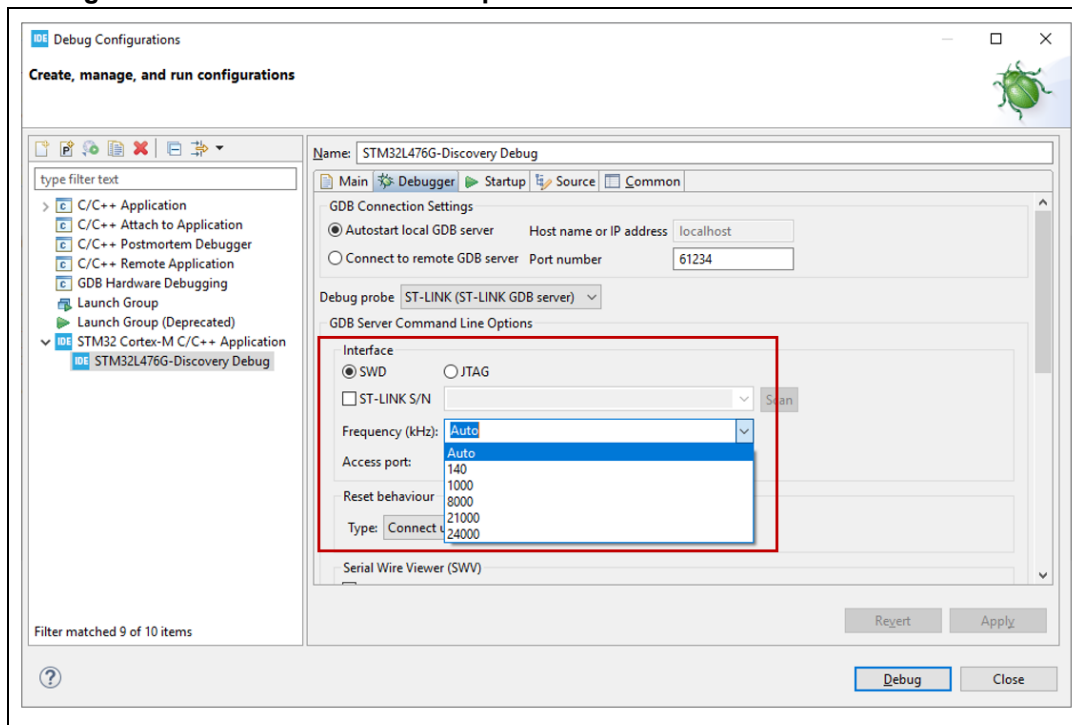 IDE Debug Configurations
Create, manage, and run configurations
Name: STM32L476G-Discovery Debug
type filter text
Main Debugger Startup Source Common
C/C++ Application
C/C++ Attach to Application
C/C++ Postmortem Debugger
C/C++ Remote Application
GDB Hardware Debugging
Launch Group
Launch Group (Deprecated)
IDE STM32 Cortex-M C/C++ Application
IDE STM32L476G-Discovery Debug
Filter matched 9 of 10 items
GDB Connection Settings
Autostart local GDB server Host name or IP address localhost
Connect to remote GDB server Port number 61234
Debug probe ST-LINK (ST-LINK GDB server)
GDB Server Command Line Options
Interface
SWD JTAG
ST-LINK S/N Scan
Frequency (kHz): Auto
Auto
Access port:
140
1000
Reset behaviour
8000
21000
Type: Connect
24000
Serial Wire Viewer (SWV)
Revert Apply
Debug Close